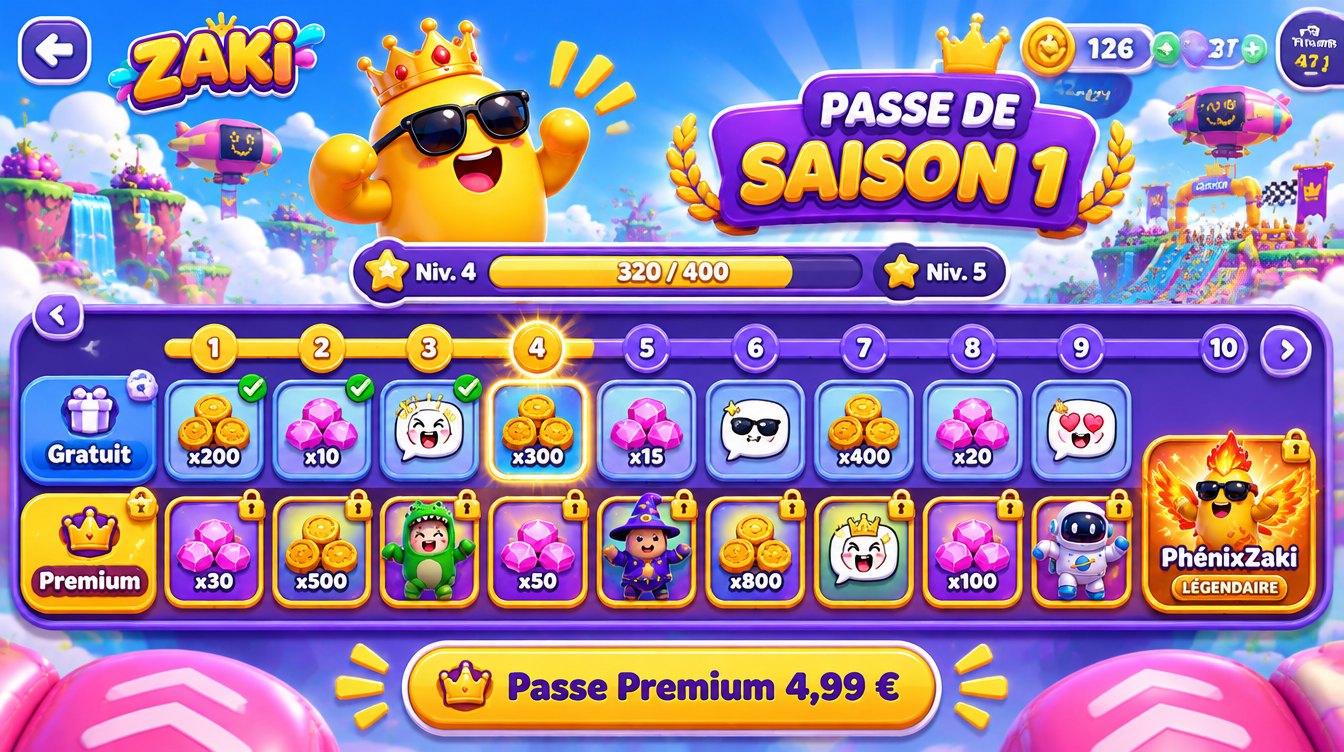 ZAKi
126
PASSE DE
SAISON 1
Niv. 4
320 / 400
Niv. 5
1
2
3
4
5
6
7
8
9
10
Gratuit
x200
x10
x300
x15
x400
x20
Premium
x30
x500
x50
x800
x100
PhénixZaki
LÉGENDAIRE
Passe Premium 4,99 €